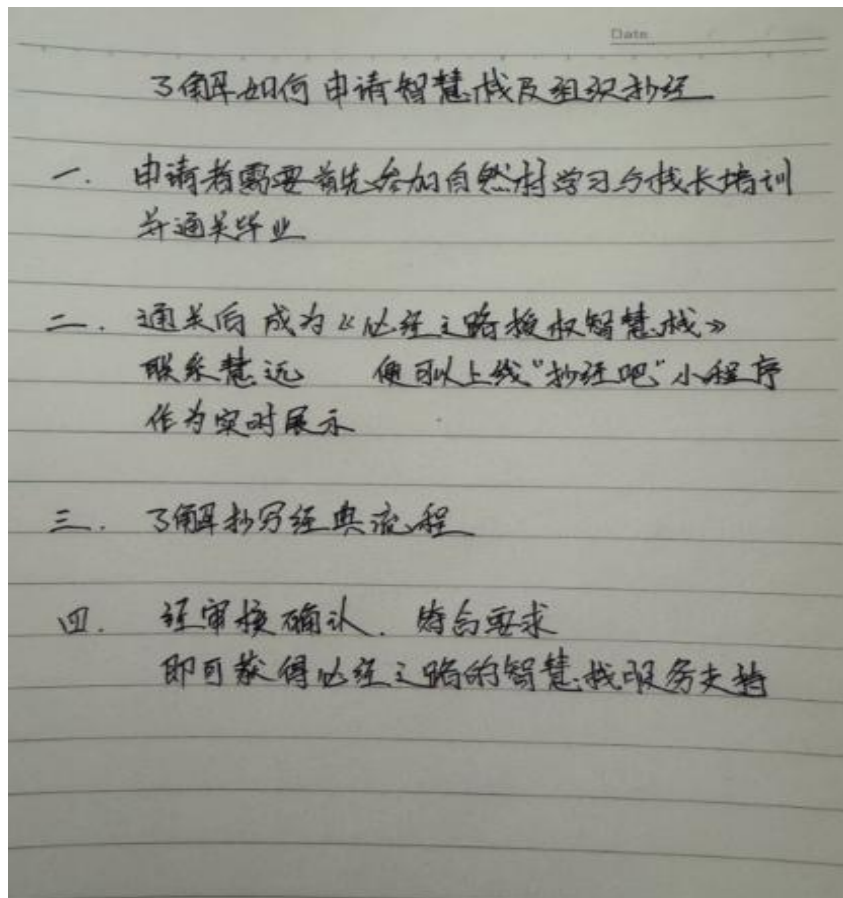 Date
了解如何申请智慧栈及组织抄经
一. 申请者需要首先参加自然村学习与栈长培训
并通关毕业
二. 通关后成为《必经之路授权智慧栈》
联系慧远 便可以上线“抄经吧”小程序
作为实时展示
三. 了解抄写经典流程
四. 经审核确认. 符合要求
即可获得必经之路的智慧栈服务支持